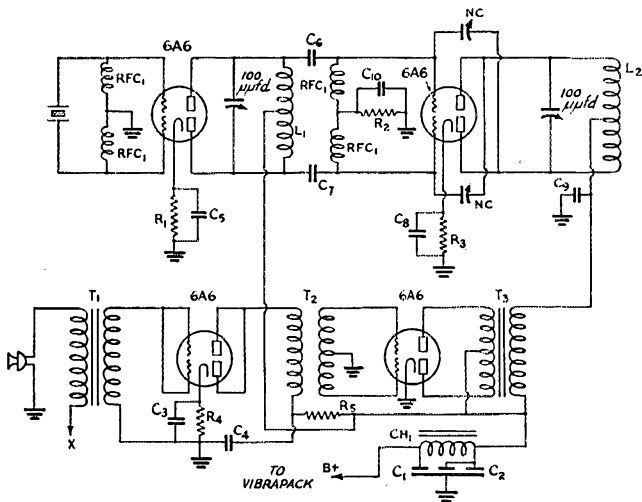 6A6
RFC1
RFC1
100 μμfd
L1
R1
C5
C6
C7
RFC1
RFC1
C10
R2
6A6
NC
NC
C8
R3
100 μμfd
L2
C9
T1
X
6A6
C3
R4
C4
T2
6A6
T3
R5
CH1
C1
C2
B+
TO
VIBRAPACK